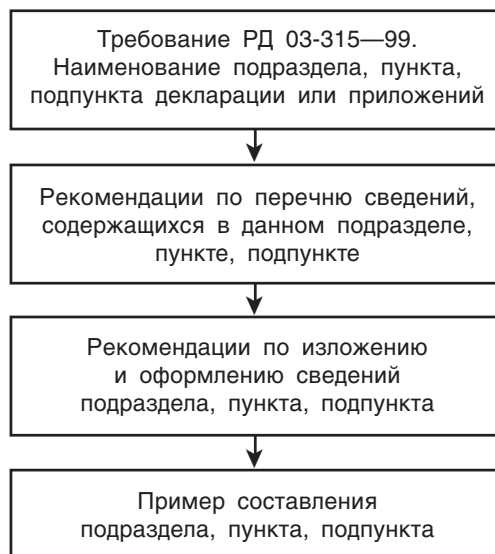 Требование РД 03-315—99.
Наименование подраздела, пункта,
подпункта декларации или приложений
Рекомендации по перечню сведений,
содержащихся в данном подразделе,
пункте, подпункте
Рекомендации по изложению
и оформлению сведений
подраздела, пункта, подпункта
Пример составления
подраздела, пункта, подпункта